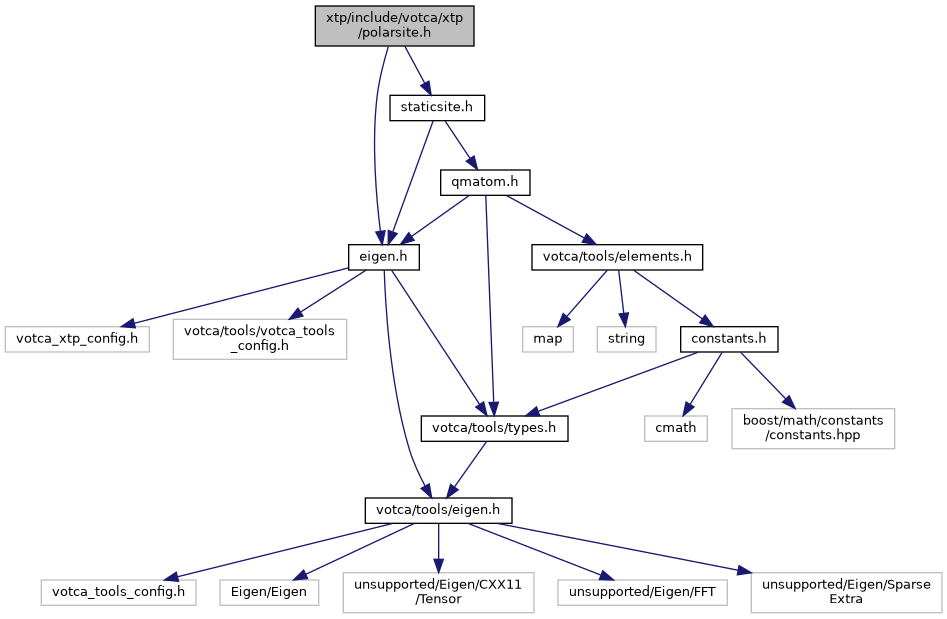 xtp/include/votca/xtp
/polarsite.h
staticsite.h
qmatom.h
eigen.h
votca/tools/elements.h
votca_xtp_config.h
votca/tools/votca_tools
_config.h
map
string
constants.h
votca/tools/types.h
cmath
boost/math/constants
/constants.hpp
votca/tools/eigen.h
votca_tools_config.h
Eigen/Eigen
unsupported/Eigen/CXX11
/Tensor
unsupported/Eigen/FFT
unsupported/Eigen/Sparse
Extra